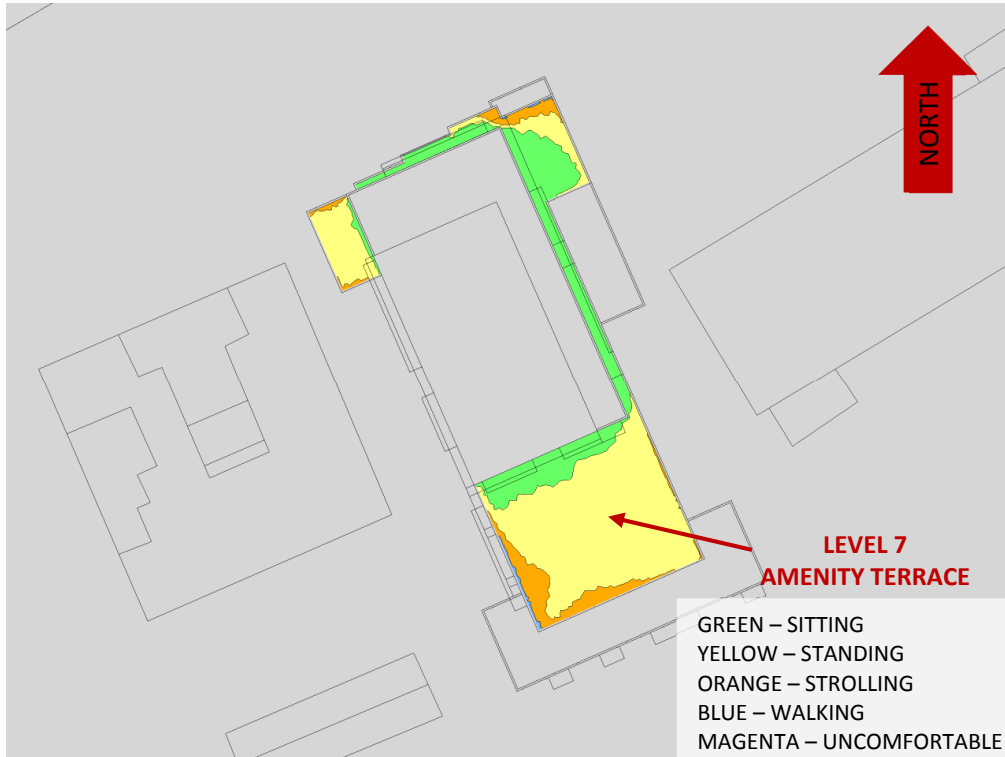 NORTH
LEVEL 7
AMENITY TERRACE
GREEN – SITTING
YELLOW – STANDING
ORANGE – STROLLING
BLUE – WALKING
MAGENTA – UNCOMFORTABLE